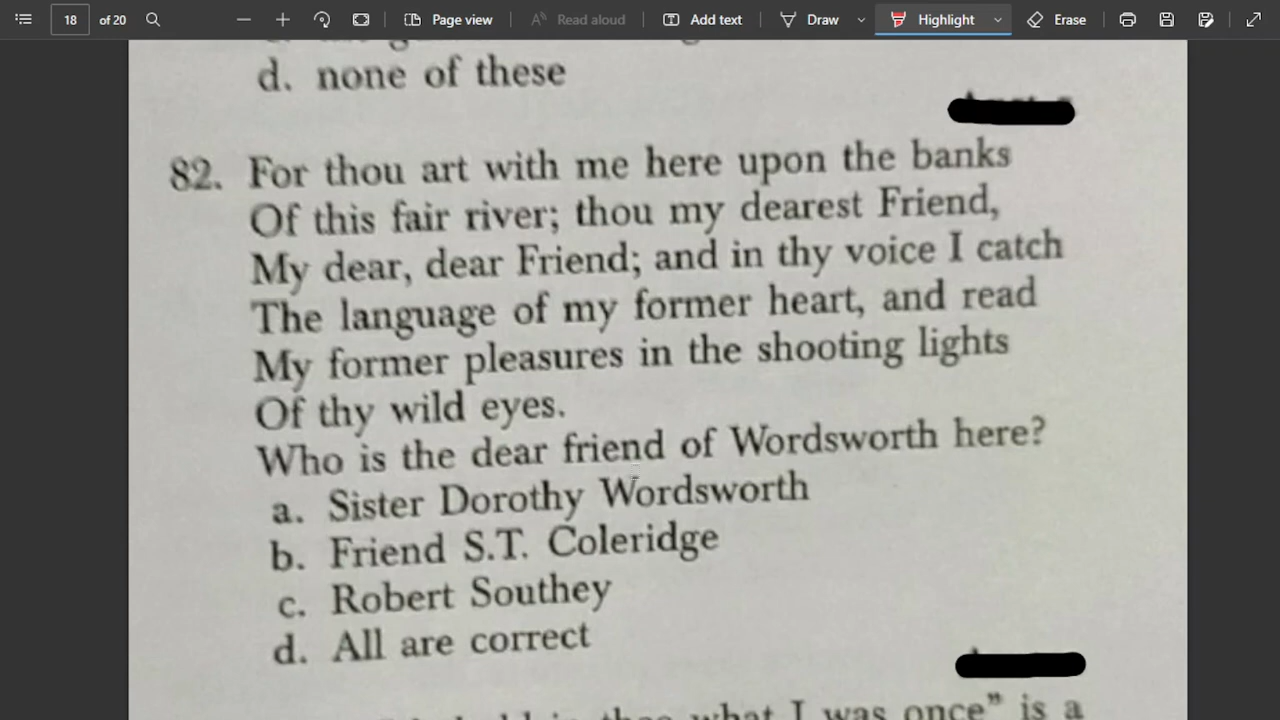 18 of 20 Page view Read aloud Add text Draw Highlight Erase
d. none of these
82. For thou art with me here upon the banks
Of this fair river; thou my dearest Friend,
My dear, dear Friend; and in thy voice I catch
The language of my former heart, and read
My former pleasures in the shooting lights
Of thy wild eyes.
Who is the dear friend of Wordsworth here?
a. Sister Dorothy Wordsworth
b. Friend S.T. Coleridge
c. Robert Southey
d. All are correct
what I was once" is a